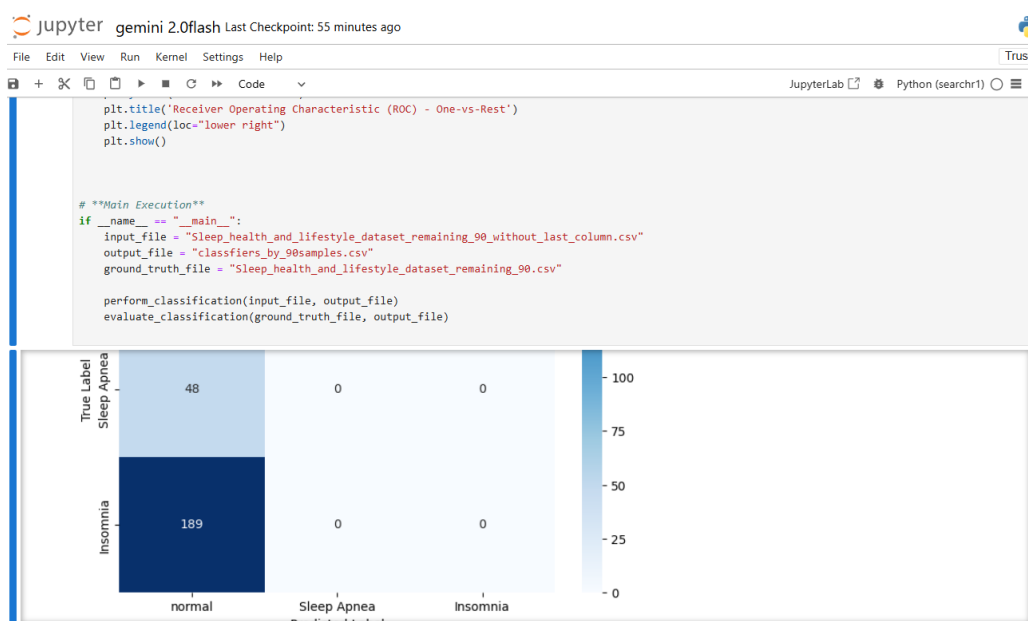 jupyter gemini 2.0flash Last Checkpoint: 55 minutes ago
File Edit View Run Kernel Settings Help
Trus
Code JupyterLab Python (searchr1)
plt.title('Receiver Operating Characteristic (ROC) - One-vs-Rest')
plt.legend(loc="lower right")
plt.show()
# **Main Execution**
if __name__ == "__main__":
input_file = "Sleep_health_and_lifestyle_dataset_remaining_90_without_last_column.csv"
output_file = "classfiers_by_90samples.csv"
ground_truth_file = "Sleep_health_and_lifestyle_dataset_remaining_90.csv"
perform_classification(input_file, output_file)
evaluate_classification(ground_truth_file, output_file)
True Label
Sleep Apnea
48 0 0
Insomnia
189 0 0
normal Sleep Apnea Insomnia
100
75
50
25
0